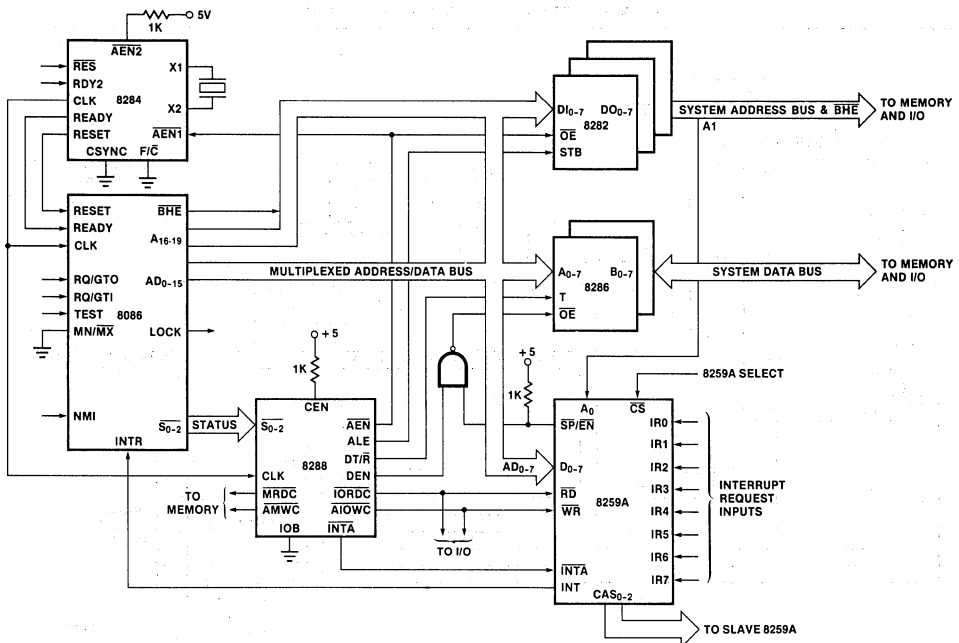 5V
1K
AEN2
RES
X1
RDY2
8284
CLK
X2
READY
RESET
AEN1
CSYNC F/C
DI0-7 DO0-7
8282
OE
STB
SYSTEM ADDRESS BUS & BHE
A1
TO MEMORY
AND I/O
RESET
BHE
READY
A16-19
CLK
MULTIPLEXED ADDRESS/DATA BUS
AD0-15
RQ/GTO
RQ/GTI
8086
TEST
MN/MX
LOCK
NMI
S0-2
STATUS
INTR
A0-7 B0-7
8286
T
OE
SYSTEM DATA BUS
TO MEMORY
AND I/O
+ 5
1K
CEN
S0-2
AEN
ALE
8288
DT/R
CLK
DEN
MRDC
IORDC
AMWC
AIOWC
IOB
INTA
TO
MEMORY
TO I/O
+ 5
1K
8259A SELECT
A0
CS
SP/EN
IR0
IR1
AD0-7
D0-7
IR2
RD
IR3
8259A
WR
IR4
IR5
IR6
INTA
IR7
INT
CAS0-2
INTERRUPT
REQUEST
INPUTS
TO SLAVE 8259A